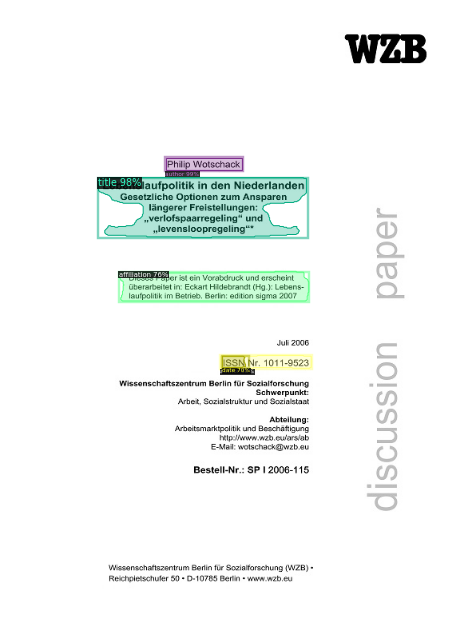 WZB
Philip Wotschack
author 99%
title 98%
laufpolitik in den Niederlanden
Gesetzliche Optionen zum Ansparen
längerer Freistellungen:
„verlofspaarregeling“ und
„levensloopregeling“*
affiliation 76%
Dieses Paper ist ein Vorabdruck und erscheint
überarbeitet in: Eckart Hildebrandt (Hg.): Lebens-
laufpolitik im Betrieb, Berlin: edition sigma 2007
Juli 2006
ISSN Nr. 1011-9523
date 70%
Wissenschaftszentrum Berlin für Sozialforschung
Schwerpunkt:
Arbeit, Sozialstruktur und Sozialstaat
Abteilung:
Arbeitsmarktpolitik und Beschäftigung
http://www.wzb.eu/ars/ab
E-Mail: wotschack@wzb.eu
Bestell-Nr.: SP I 2006-115
discussion paper
Wissenschaftszentrum Berlin für Sozialforschung (WZB) •
Reichpietschufer 50 • D-10785 Berlin • www.wzb.eu